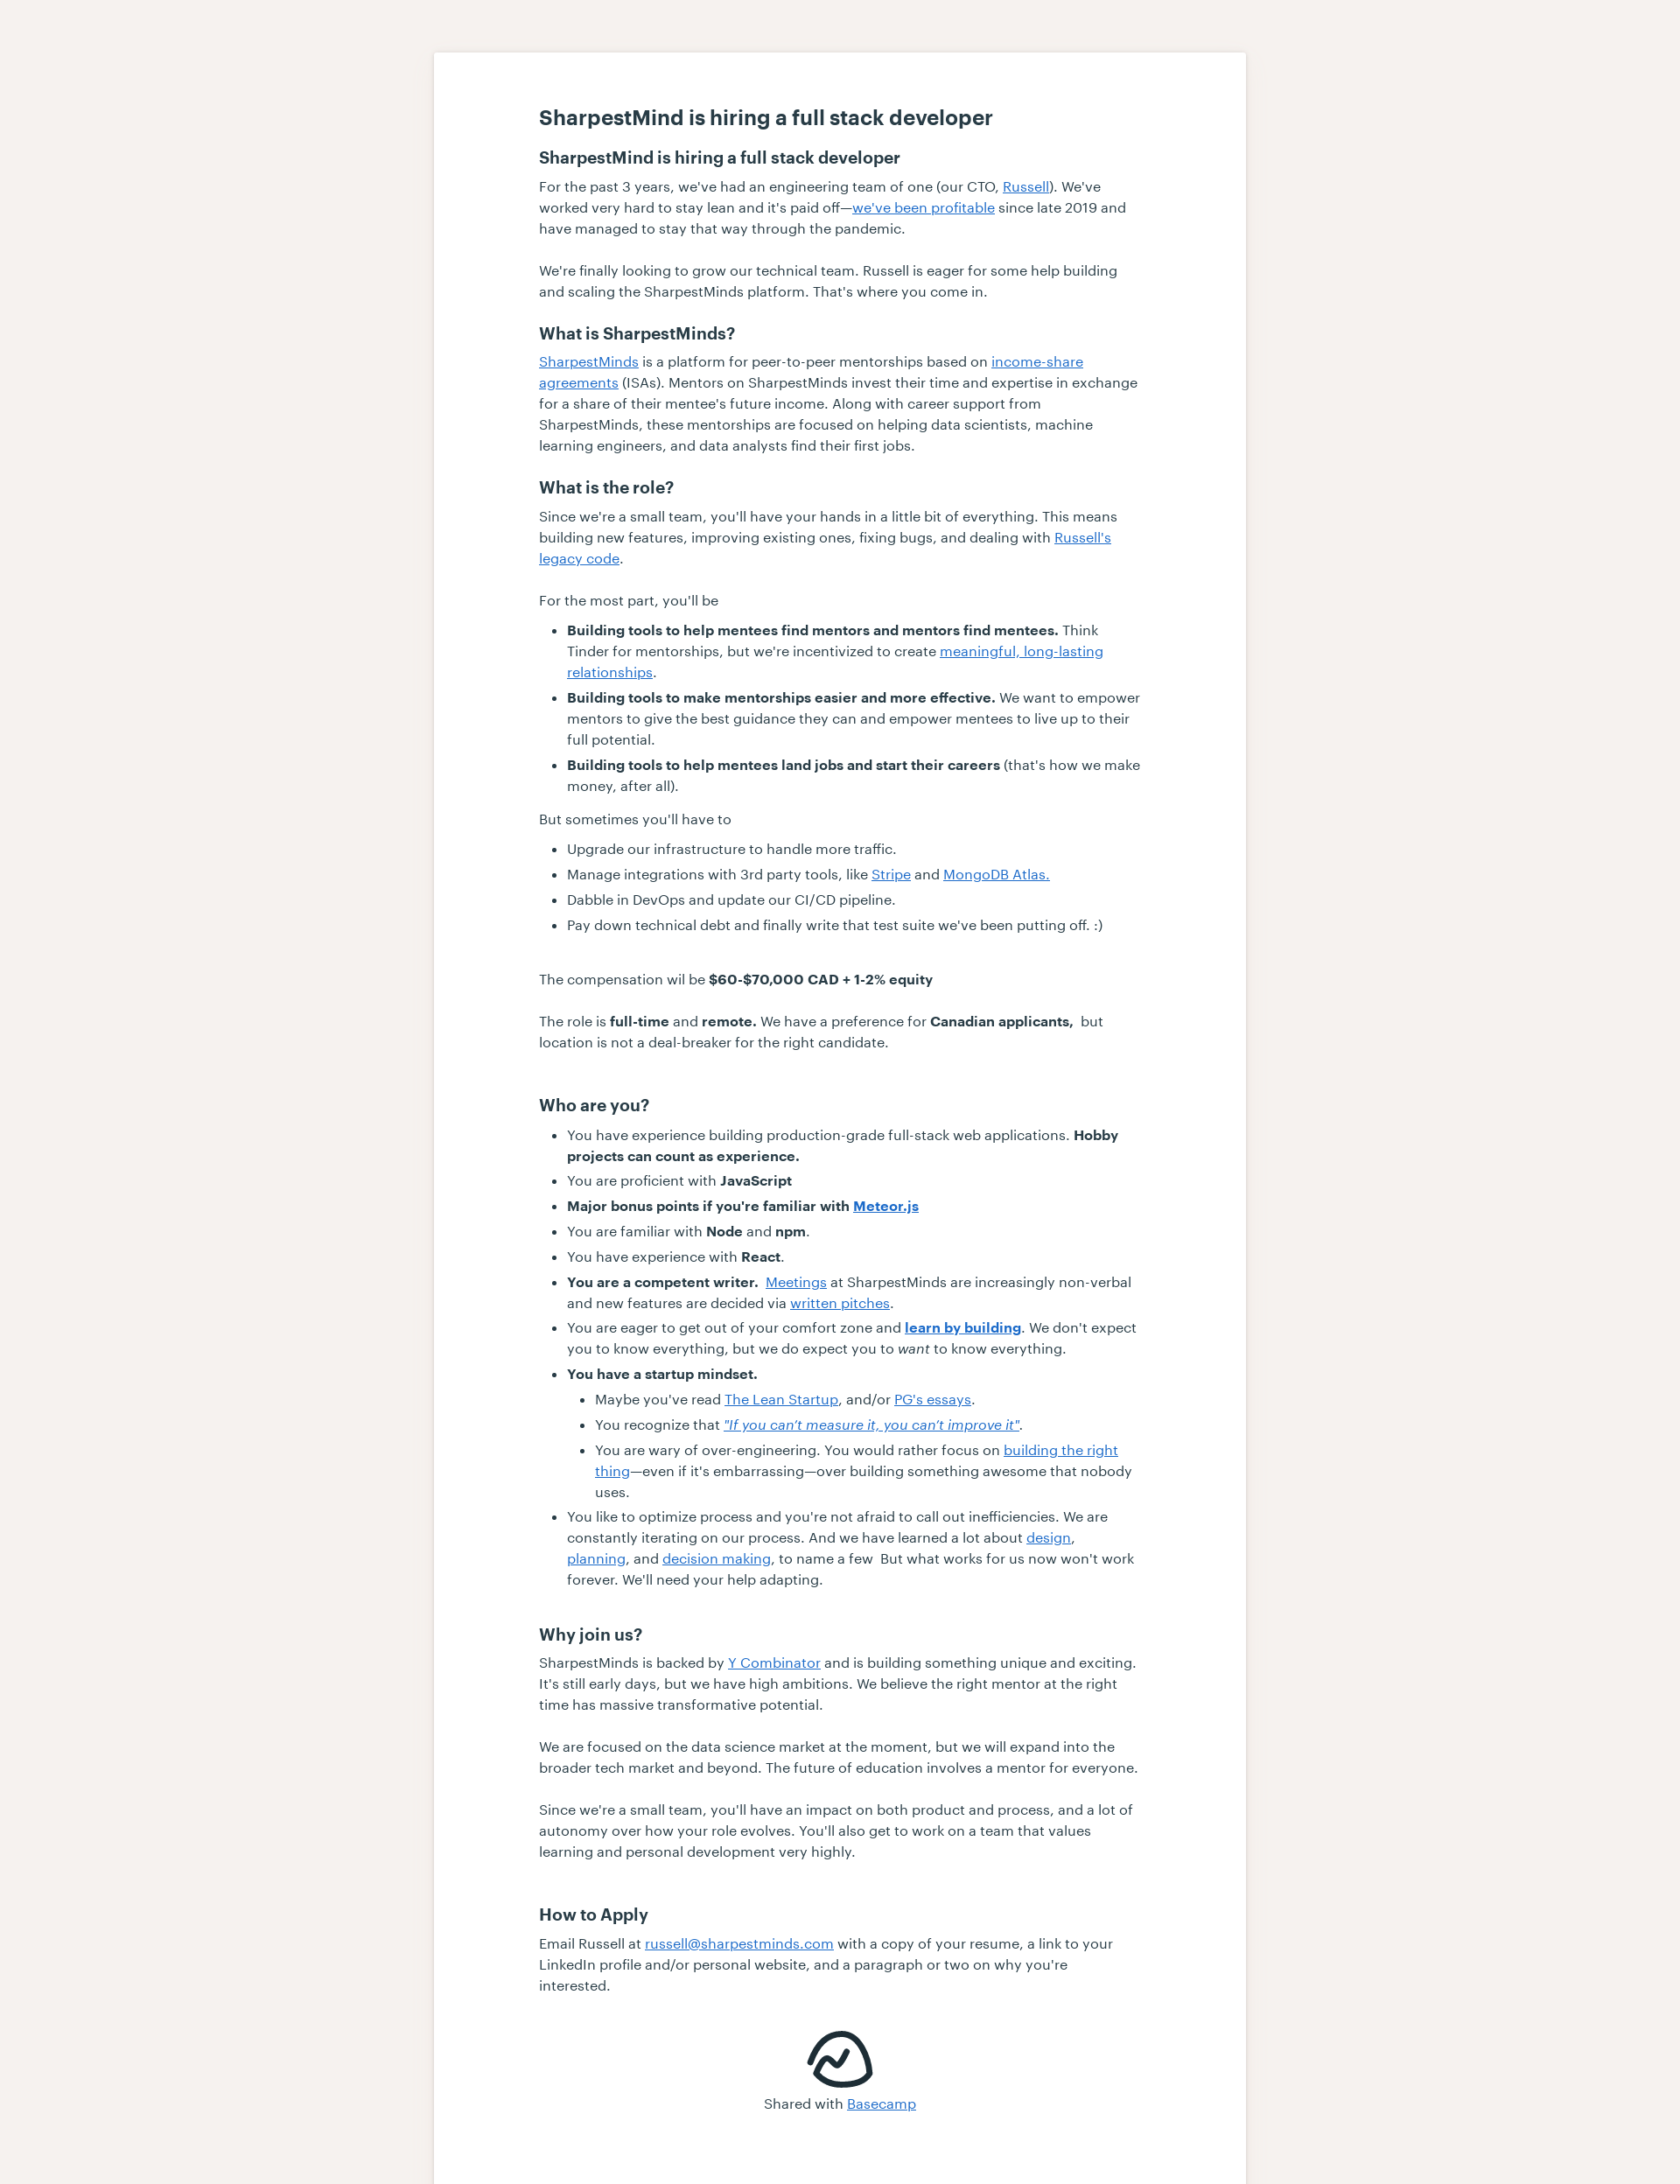 SharpestMind is hiring a full stack developer
SharpestMind is hiring a full stack developer
For the past 3 years, we've had an engineering team of one (our CTO, Russell). We've
worked very hard to stay lean and it's paid off—we've been profitable since late 2019 and
have managed to stay that way through the pandemic.
We're finally looking to grow our technical team. Russell is eager for some help building
and scaling the SharpestMinds platform. That's where you come in.
What is SharpestMinds?
SharpestMinds is a platform for peer-to-peer mentorships based on income-share
agreements (ISAs). Mentors on SharpestMinds invest their time and expertise in exchange
for a share of their mentee's future income. Along with career support from
SharpestMinds, these mentorships are focused on helping data scientists, machine
learning engineers, and data analysts find their first jobs.
What is the role?
Since we're a small team, you'll have your hands in a little bit of everything. This means
building new features, improving existing ones, fixing bugs, and dealing with Russell's
legacy code.
For the most part, you'll be
• Building tools to help mentees find mentors and mentors find mentees. Think
Tinder for mentorships, but we're incentivized to create meaningful, long-lasting
relationships.
• Building tools to make mentorships easier and more effective. We want to empower
mentors to give the best guidance they can and empower mentees to live up to their
full potential.
• Building tools to help mentees land jobs and start their careers (that's how we make
money, after all).
But sometimes you'll have to
• Upgrade our infrastructure to handle more traffic.
• Manage integrations with 3rd party tools, like Stripe and MongoDB Atlas.
• Dabble in DevOps and update our CI/CD pipeline.
• Pay down technical debt and finally write that test suite we've been putting off. :)
The compensation wil be $60-$70,000 CAD + 1-2% equity
The role is full-time and remote. We have a preference for Canadian applicants,  but
location is not a deal-breaker for the right candidate.
Who are you?
• You have experience building production-grade full-stack web applications. Hobby
projects can count as experience.
• You are proficient with JavaScript
• Major bonus points if you're familiar with Meteor.js
• You are familiar with Node and npm.
• You have experience with React.
• You are a competent writer.  Meetings at SharpestMinds are increasingly non-verbal
and new features are decided via written pitches.
• You are eager to get out of your comfort zone and learn by building. We don't expect
you to know everything, but we do expect you to want to know everything.
• You have a startup mindset.
• Maybe you've read The Lean Startup, and/or PG's essays.
• You recognize that "If you can't measure it, you can't improve it".
• You are wary of over-engineering. You would rather focus on building the right
thing—even if it's embarrassing—over building something awesome that nobody
uses.
• You like to optimize process and you're not afraid to call out inefficiencies. We are
constantly iterating on our process. And we have learned a lot about design,
planning, and decision making, to name a few  But what works for us now won't work
forever. We'll need your help adapting.
Why join us?
SharpestMinds is backed by Y Combinator and is building something unique and exciting.
It's still early days, but we have high ambitions. We believe the right mentor at the right
time has massive transformative potential.
We are focused on the data science market at the moment, but we will expand into the
broader tech market and beyond. The future of education involves a mentor for everyone.
Since we're a small team, you'll have an impact on both product and process, and a lot of
autonomy over how your role evolves. You'll also get to work on a team that values
learning and personal development very highly.
How to Apply
Email Russell at russell@sharpestminds.com with a copy of your resume, a link to your
LinkedIn profile and/or personal website, and a paragraph or two on why you're
interested.
Shared with Basecamp